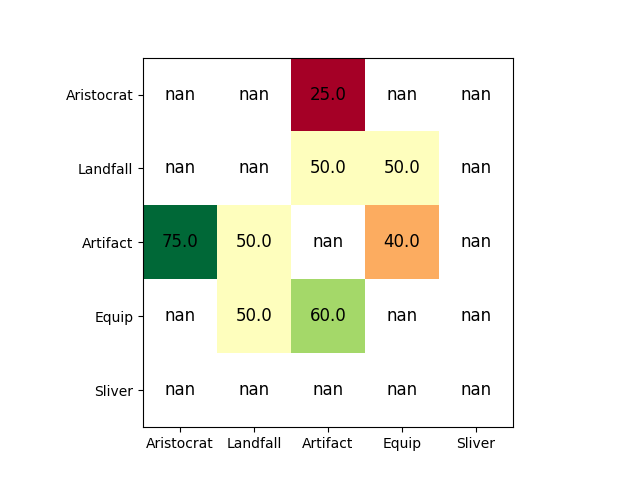 Aristocrat nan nan 25.0 nan nan
Landfall nan nan 50.0 50.0 nan
Artifact 75.0 50.0 nan 40.0 nan
Equip nan 50.0 60.0 nan nan
Sliver nan nan nan nan nan
Aristocrat Landfall Artifact Equip Sliver